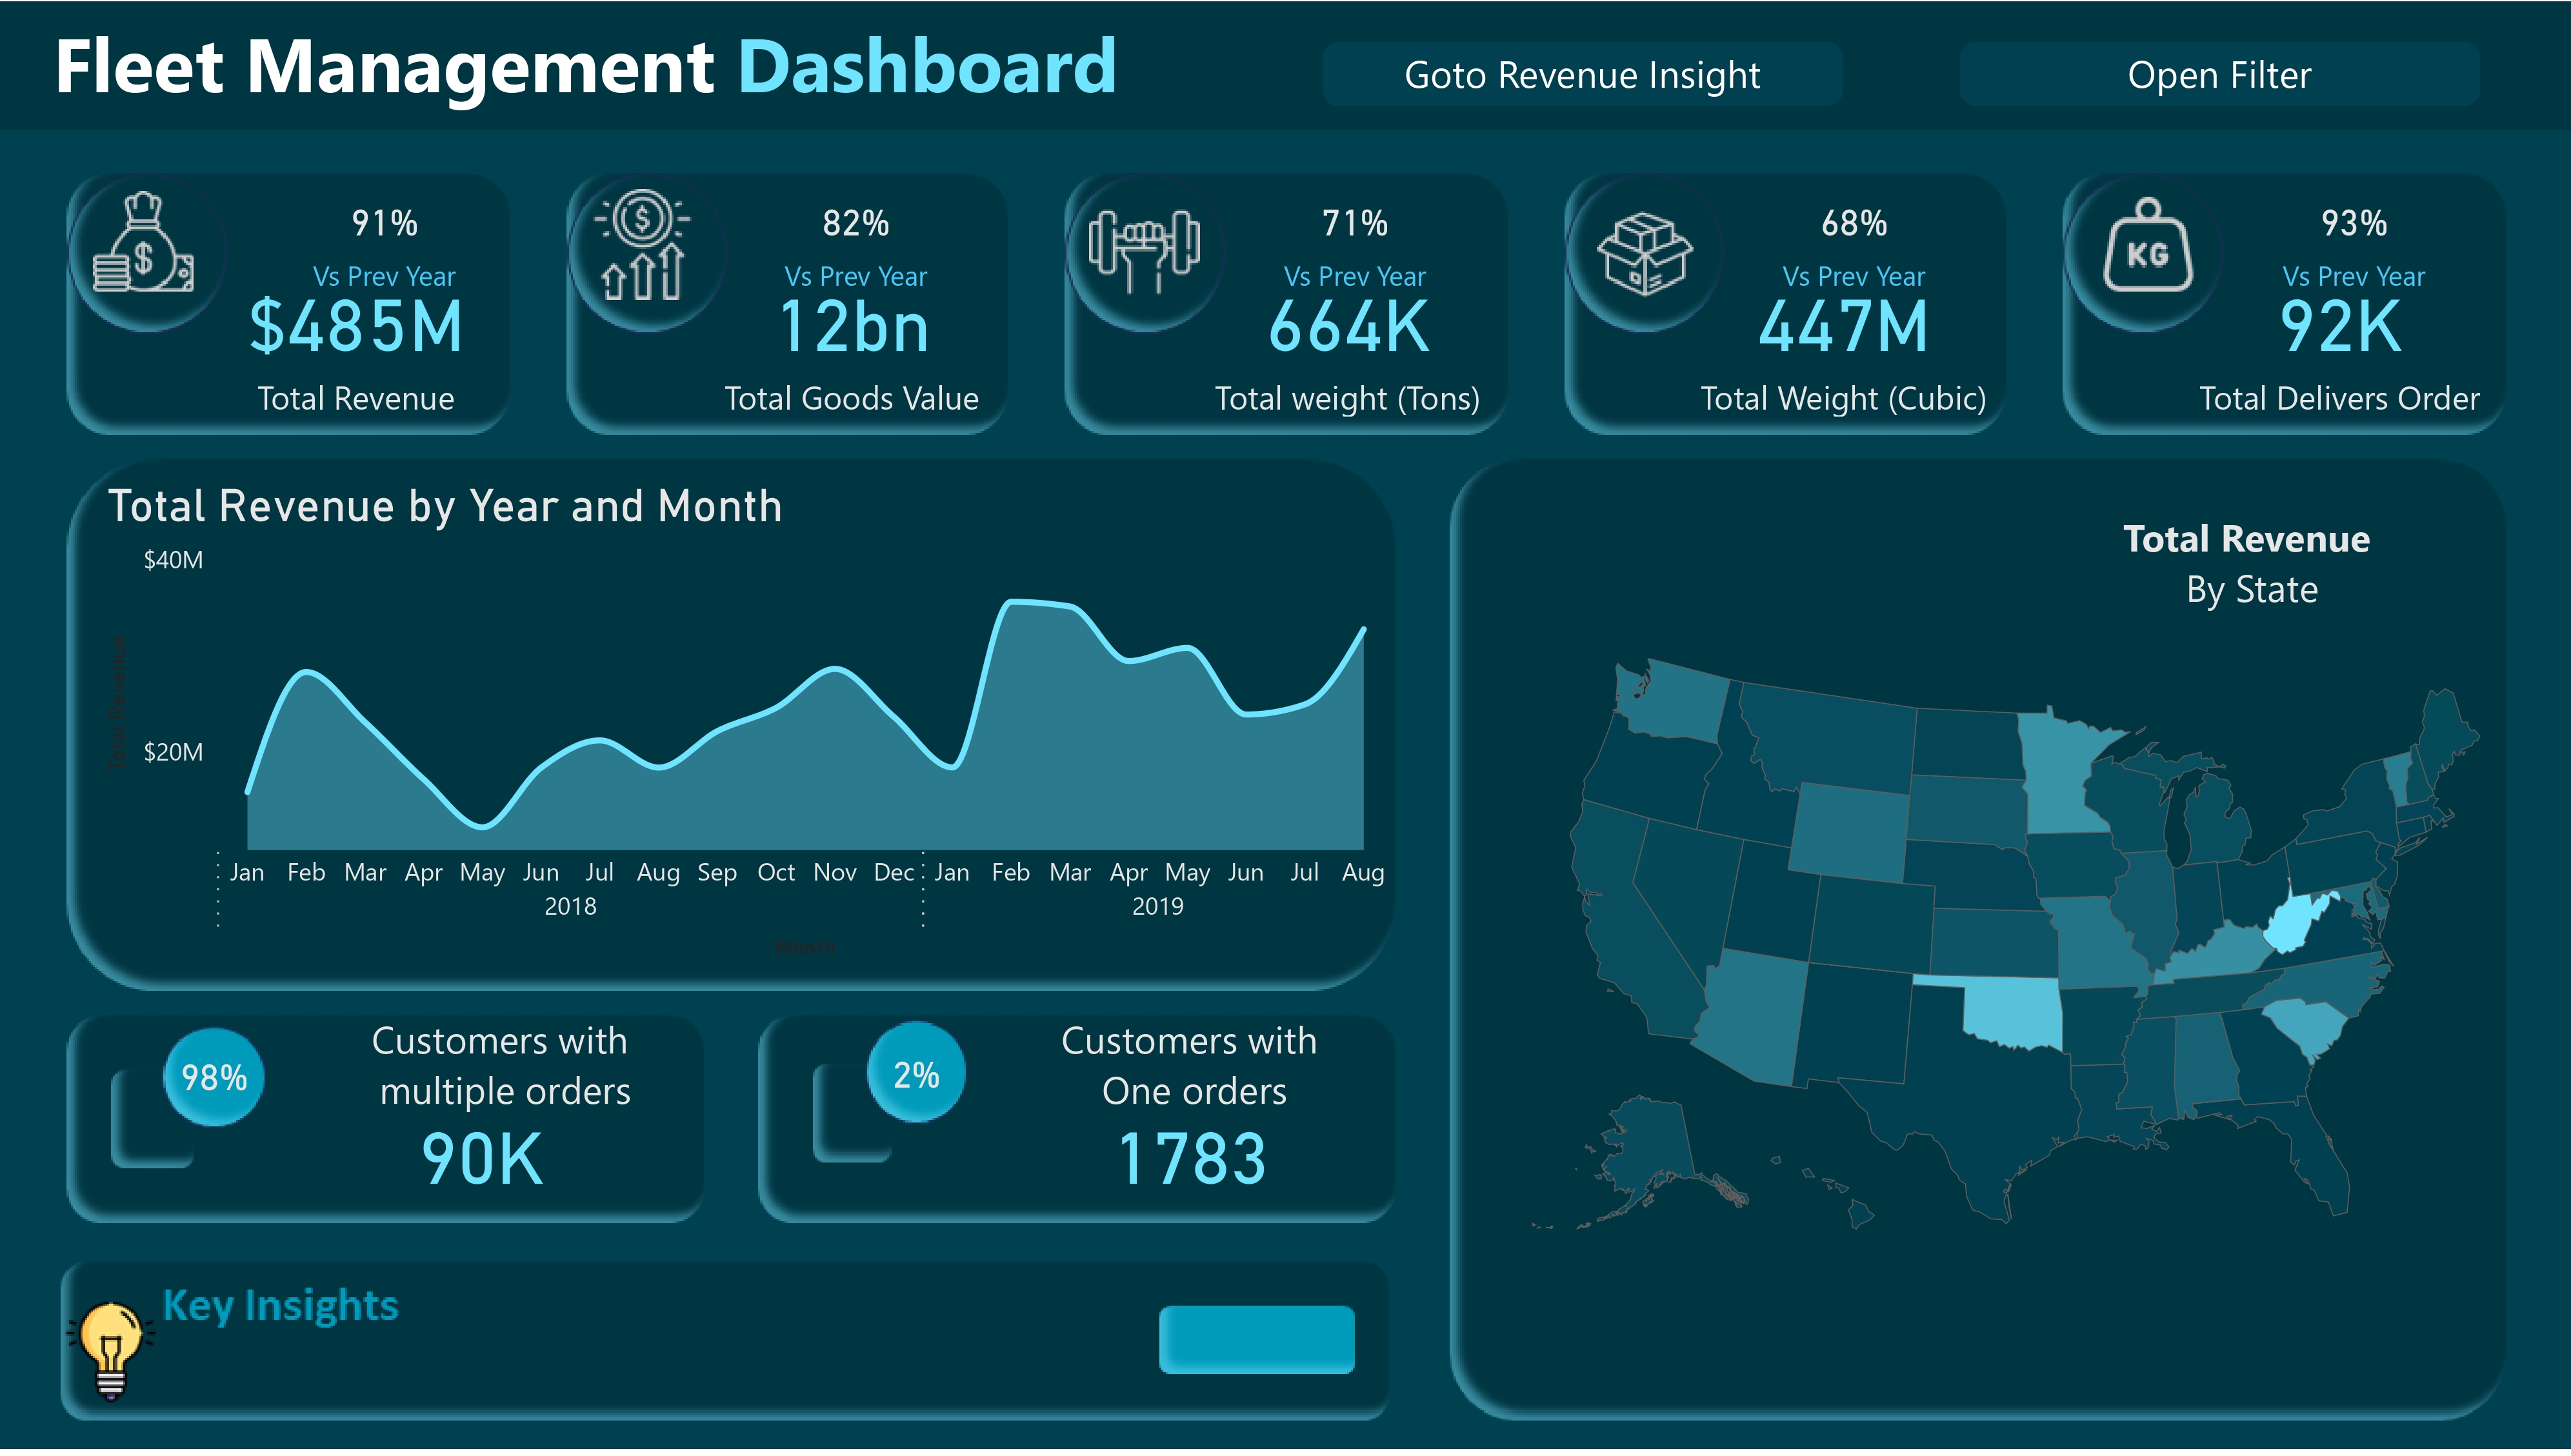 Fleet Management Dashboard
Goto Revenue Insight
Open Filter
91%
Vs Prev Year
$485M
Total Revenue
82%
Vs Prev Year
12bn
Total Goods Value
71%
Vs Prev Year
664K
Total weight (Tons)
68%
Vs Prev Year
447M
Total Weight (Cubic)
KG
93%
Vs Prev Year
92K
Total Delivers Order
Total Revenue by Year and Month
$40M
$20M
Total Revenue
Jan Feb Mar Apr May Jun Jul Aug Sep Oct Nov Dec Jan Feb Mar Apr May Jun Jul Aug
2018 2019
Month
Total Revenue
By State
98%
Customers with
multiple orders
90K
2%
Customers with
One orders
1783
Key Insights